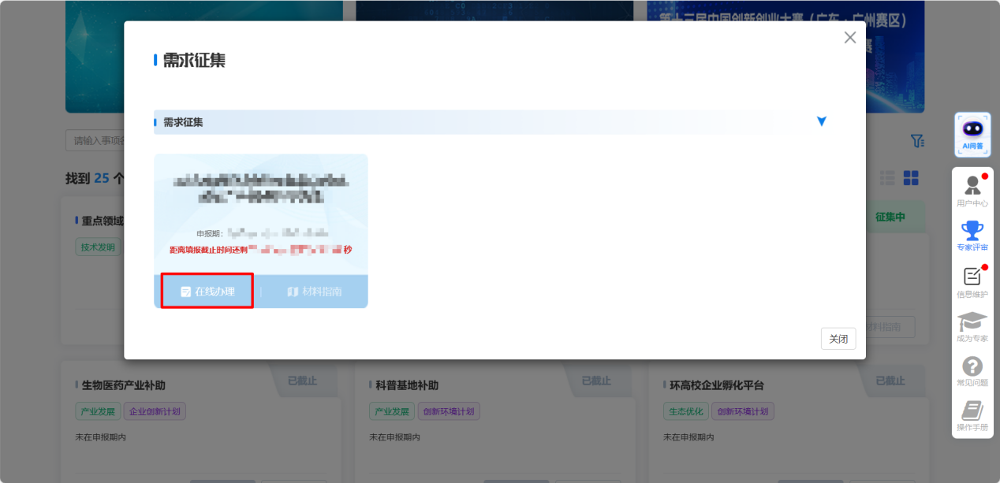 第十三届中国创新创业大赛（广东·广州赛区）
赛
需求征集
需求征集
请输入事项名
AI问答
找到 25 个
用户中心
重点领域
征集中
技术发明
申报期：
距离填报截止时间还剩
秒
专家评审
在线办理
材料指南
信息维护
材料指南
成为专家
关闭
生物医药产业补助
已截止
科普基地补助
已截止
环高校企业孵化平台
已截止
常见问题
产业发展
企业创新计划
产业发展
创新环境计划
生态优化
创新环境计划
操作手册
未在申报期内
未在申报期内
未在申报期内